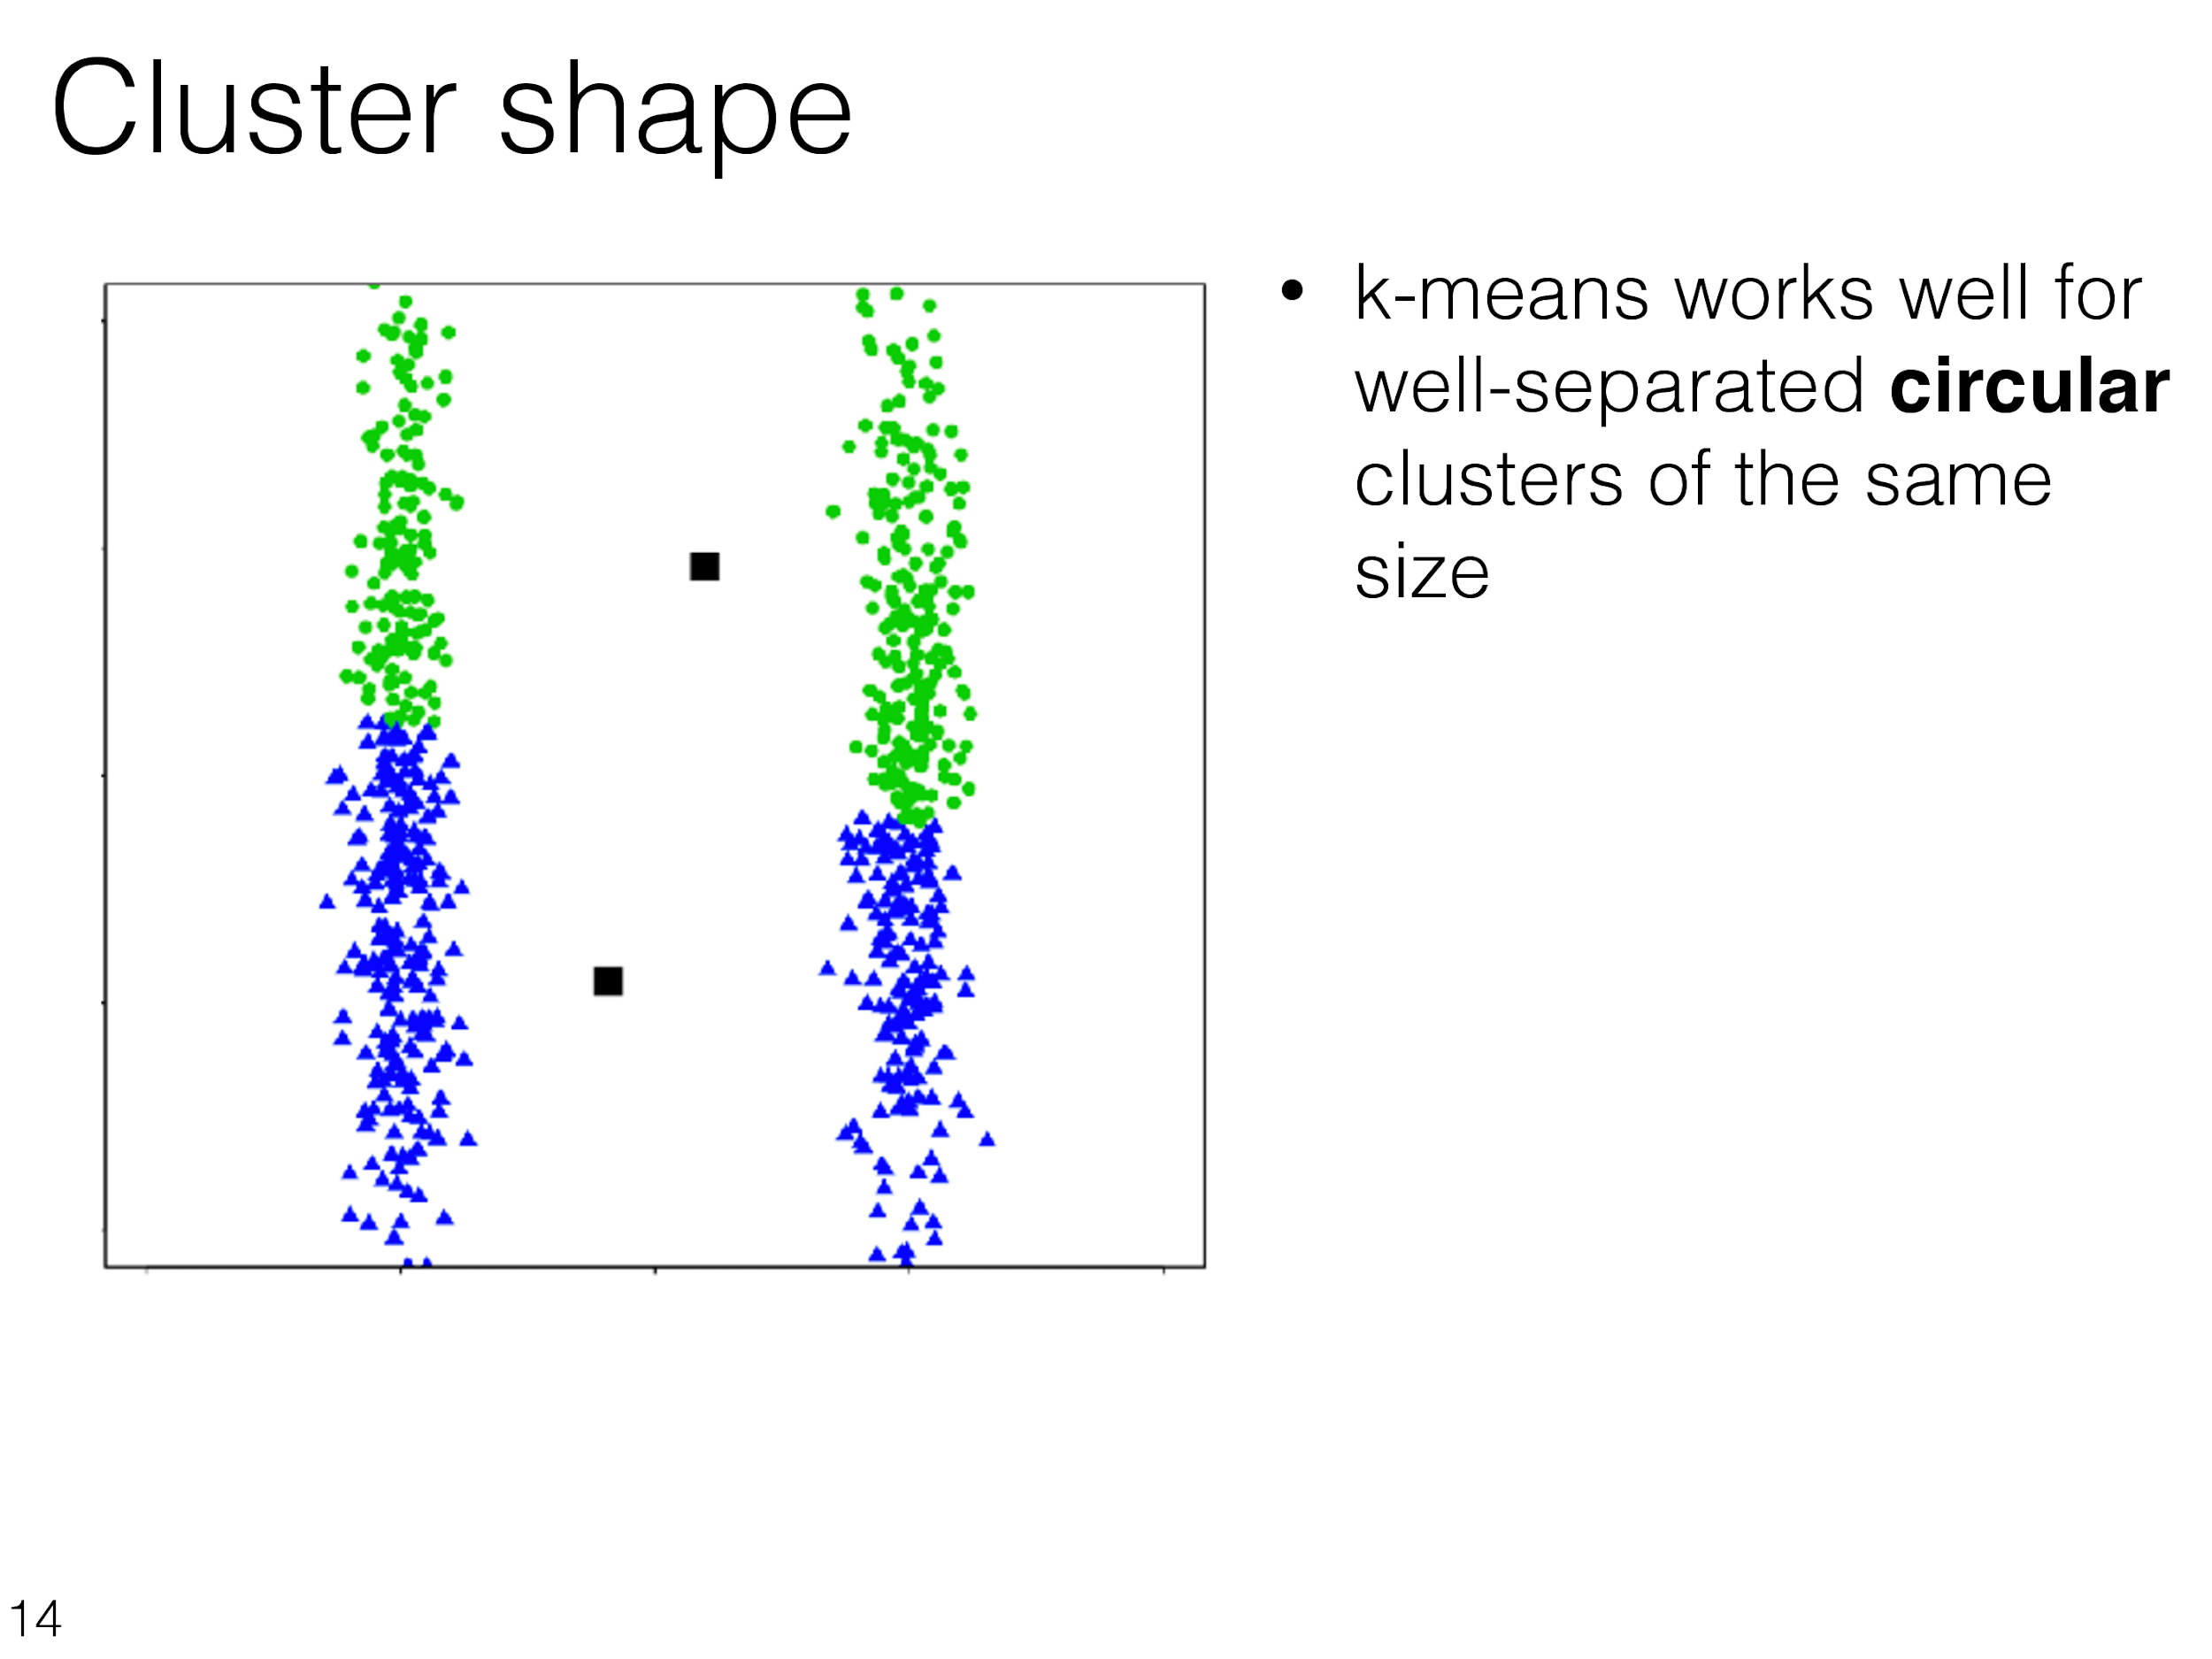 Cluster shape
• k-means works well for
well-separated circular
clusters of the same
size
14